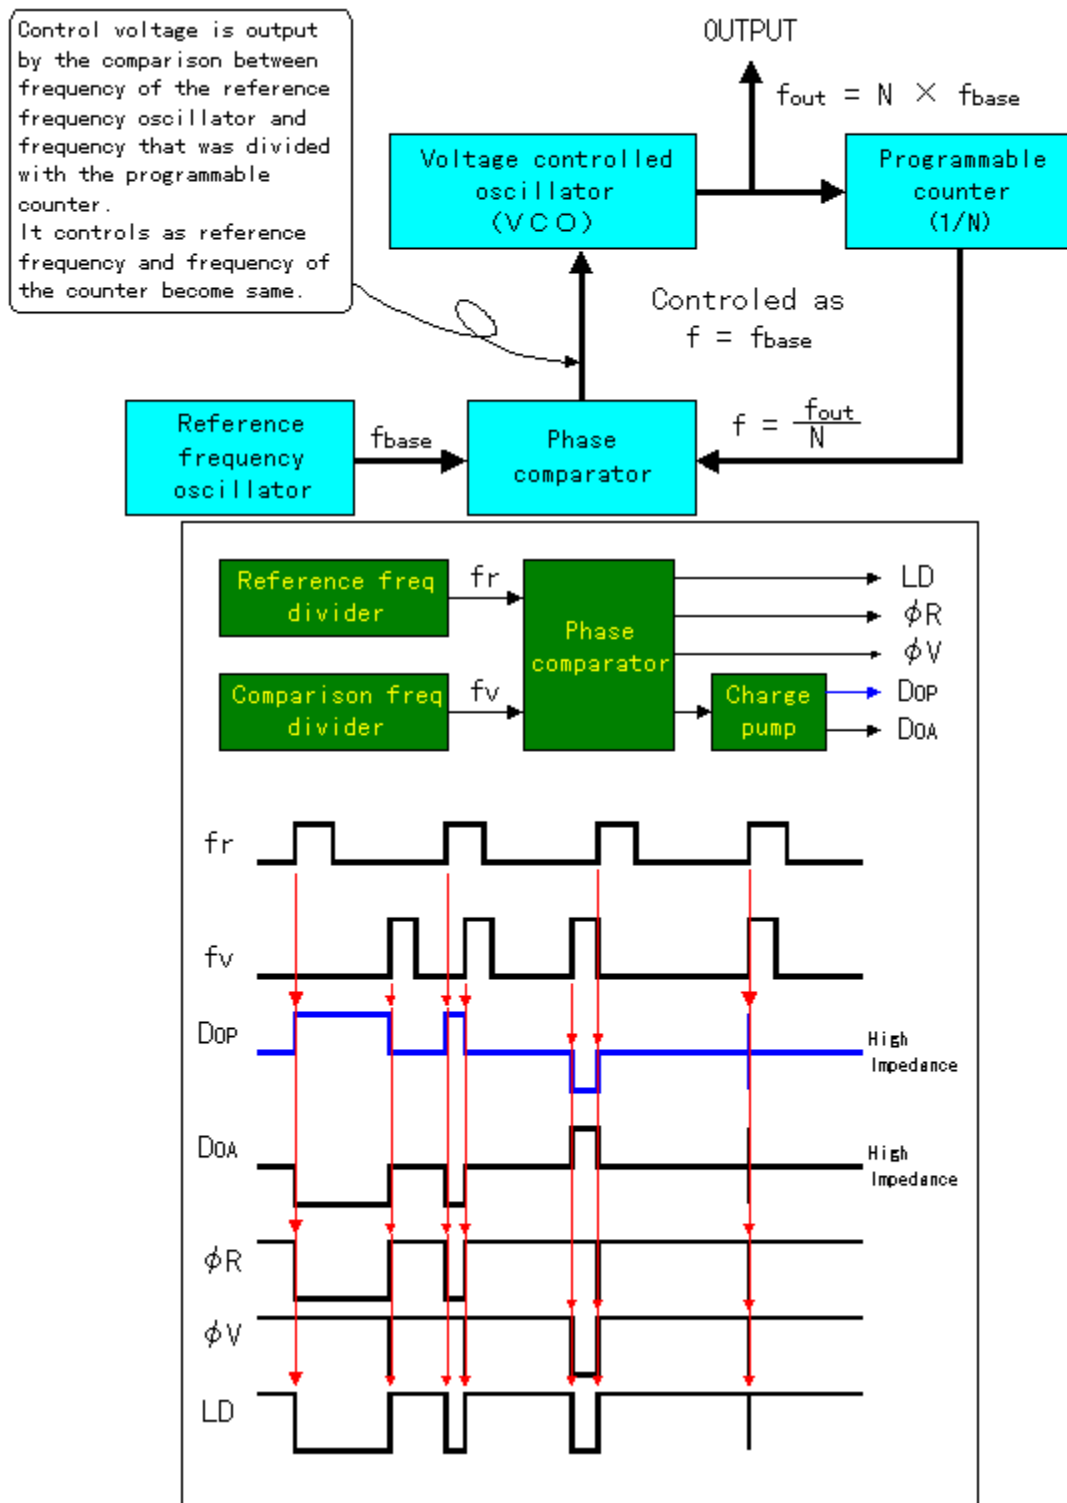 Control voltage is output
by the comparison between
frequency of the reference
frequency oscillator and
frequency that was divided
with the programmable
counter.
It controls as reference
frequency and frequency of
the counter become same.
OUTPUT
fout = N × fbase
Voltage controlled
oscillator
(VCO)
Programmable
counter
(1/N)
Controled as
f = fbase
Reference
frequency
oscillator
fbase
Phase
comparator
f = fout
N
Reference freq
divider
fr
Phase
comparator
LD
φR
φV
Comparison freq
divider
fv
Charge
pump
DOP
DOA
fr
fv
DOP
High
Impedance
DOA
High
Impedance
φR
φV
LD